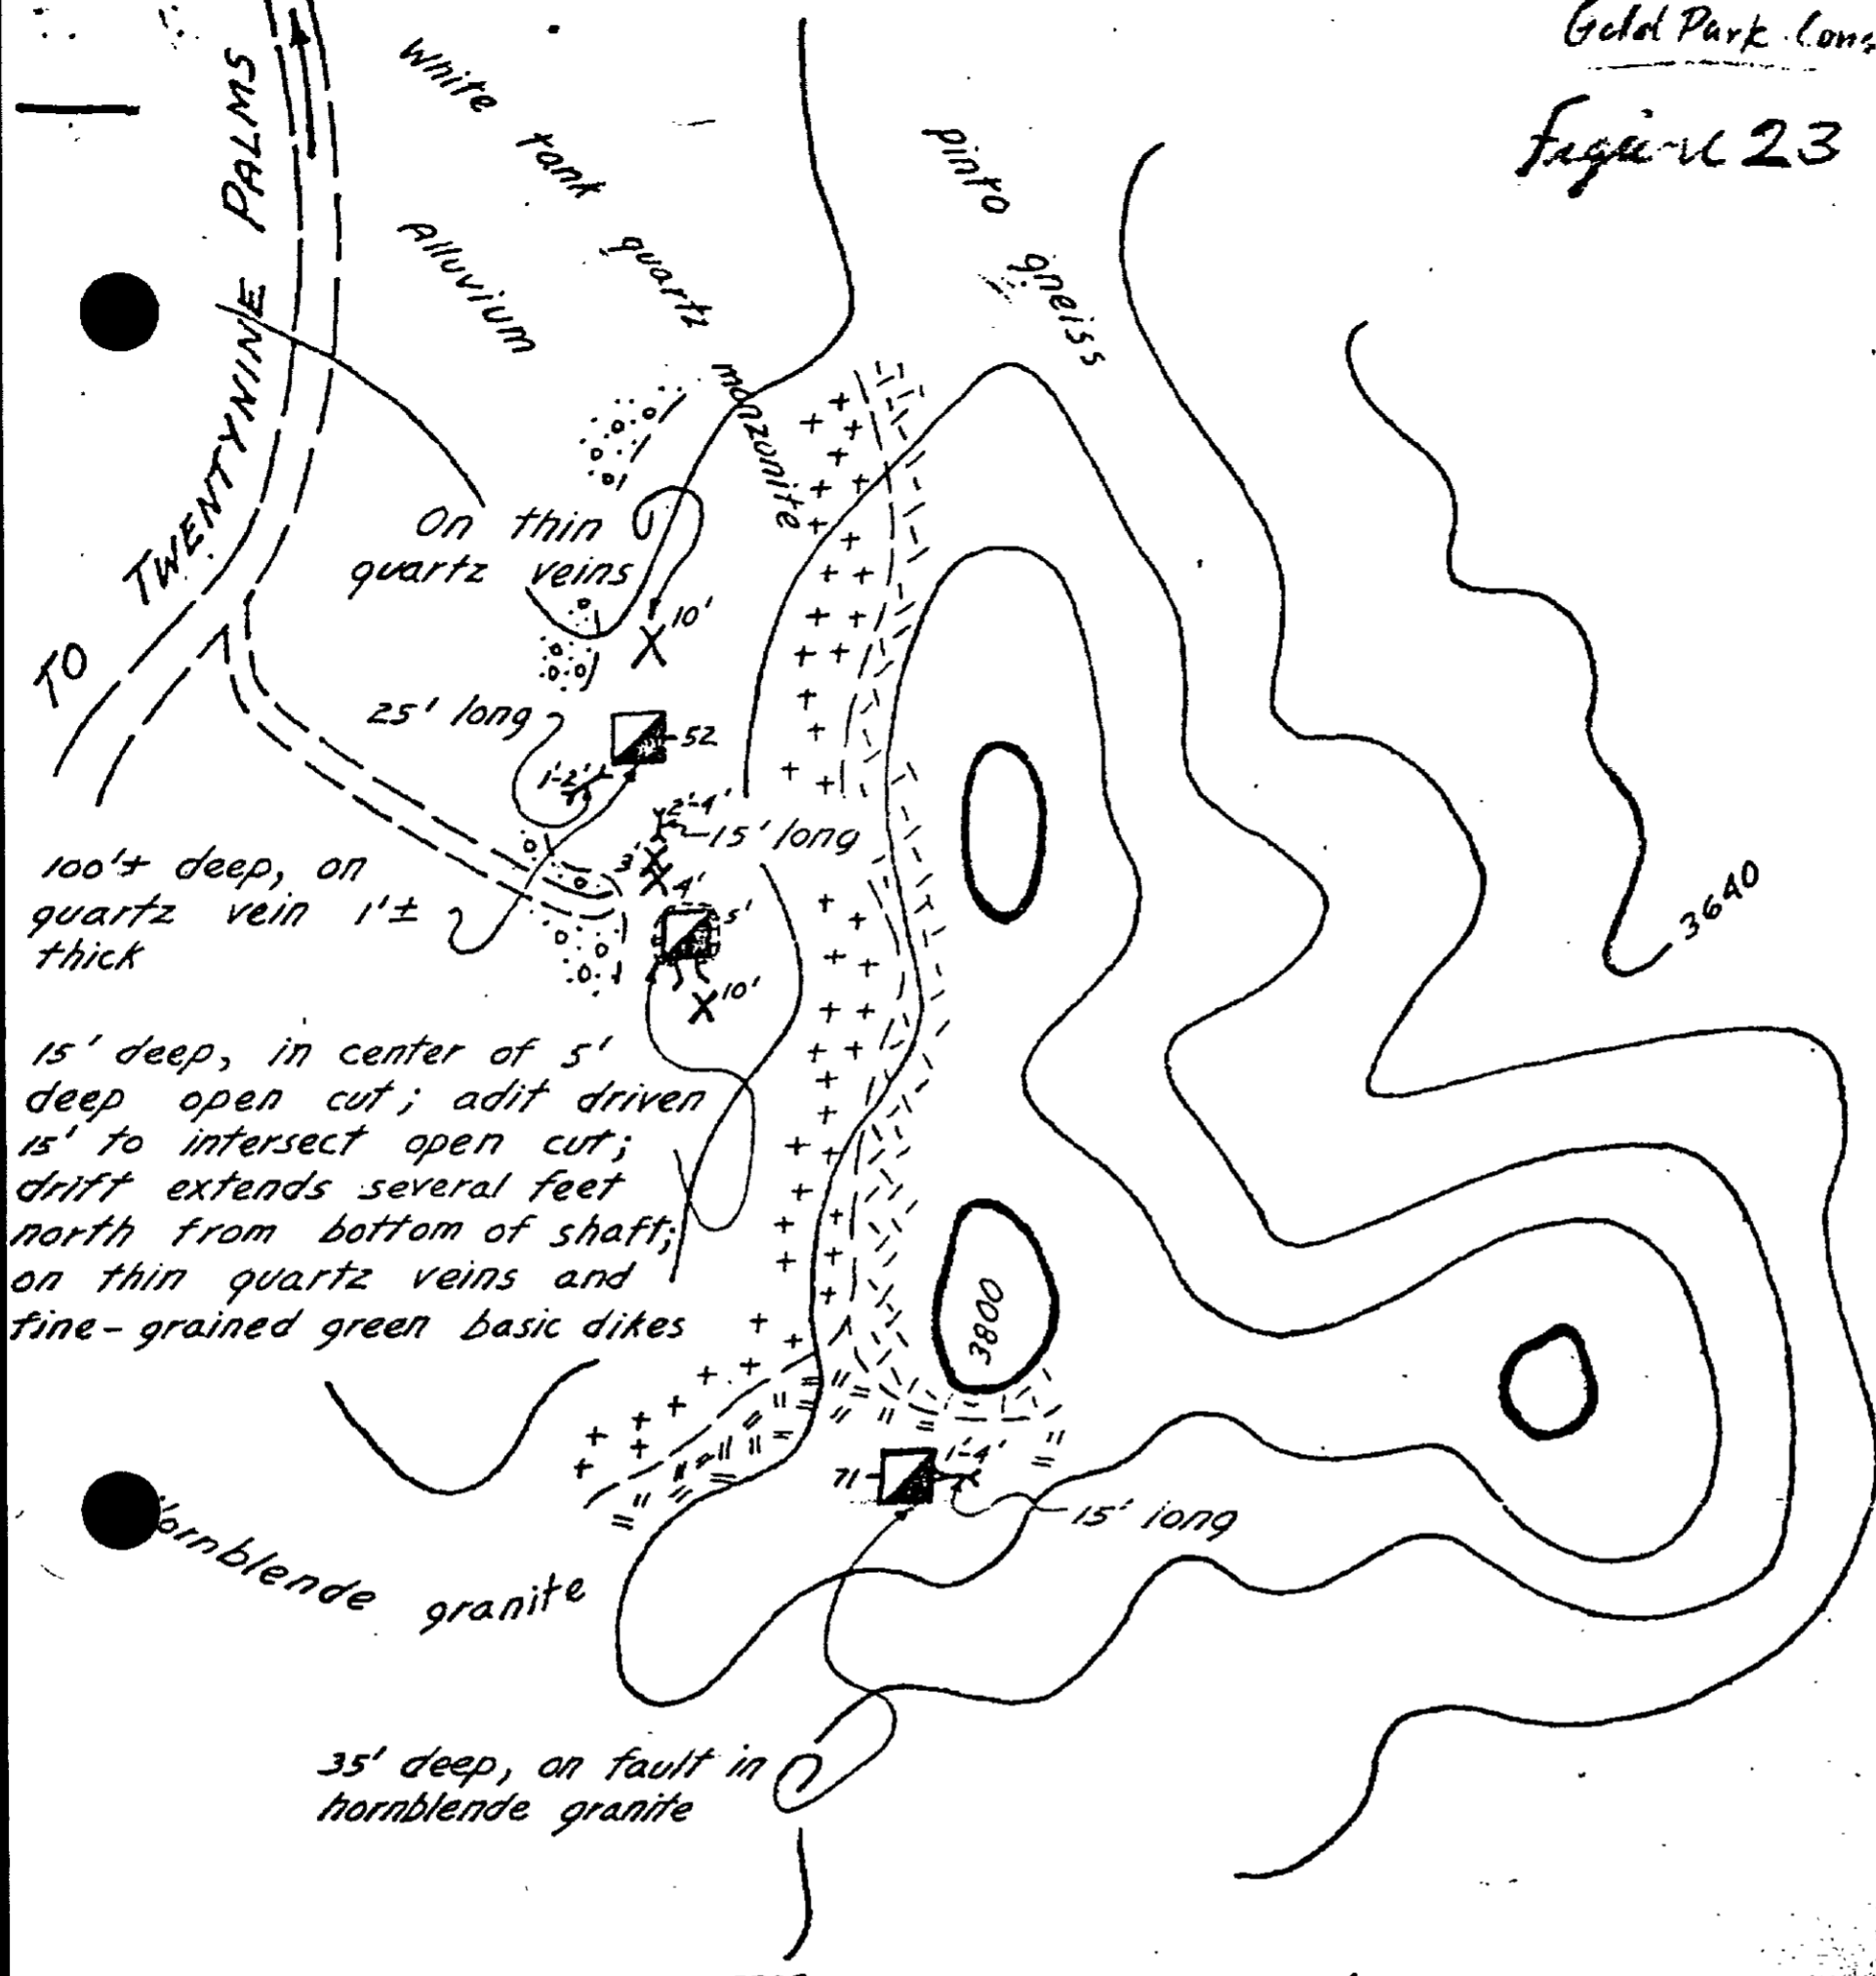 Gold Park
Figure 23
TO TWENTYNINE PALMS
White tank quartz monzonite
Alluvium
pinto gneiss
On thin
quartz veins
10'
25' long
52
1'-2'
2'-4'
15' long
3'
4'
100'± deep, on
quartz vein 1'±
thick
5'
10'
3640
15' deep, in center of 5'
deep open cut; adit driven
15' to intersect open cut;
drift extends several feet
north from bottom of shaft;
on thin quartz veins and
fine-grained green basic dikes
3800
71
1'-4'
15' long
Hornblende granite
35' deep, on fault in
hornblende granite